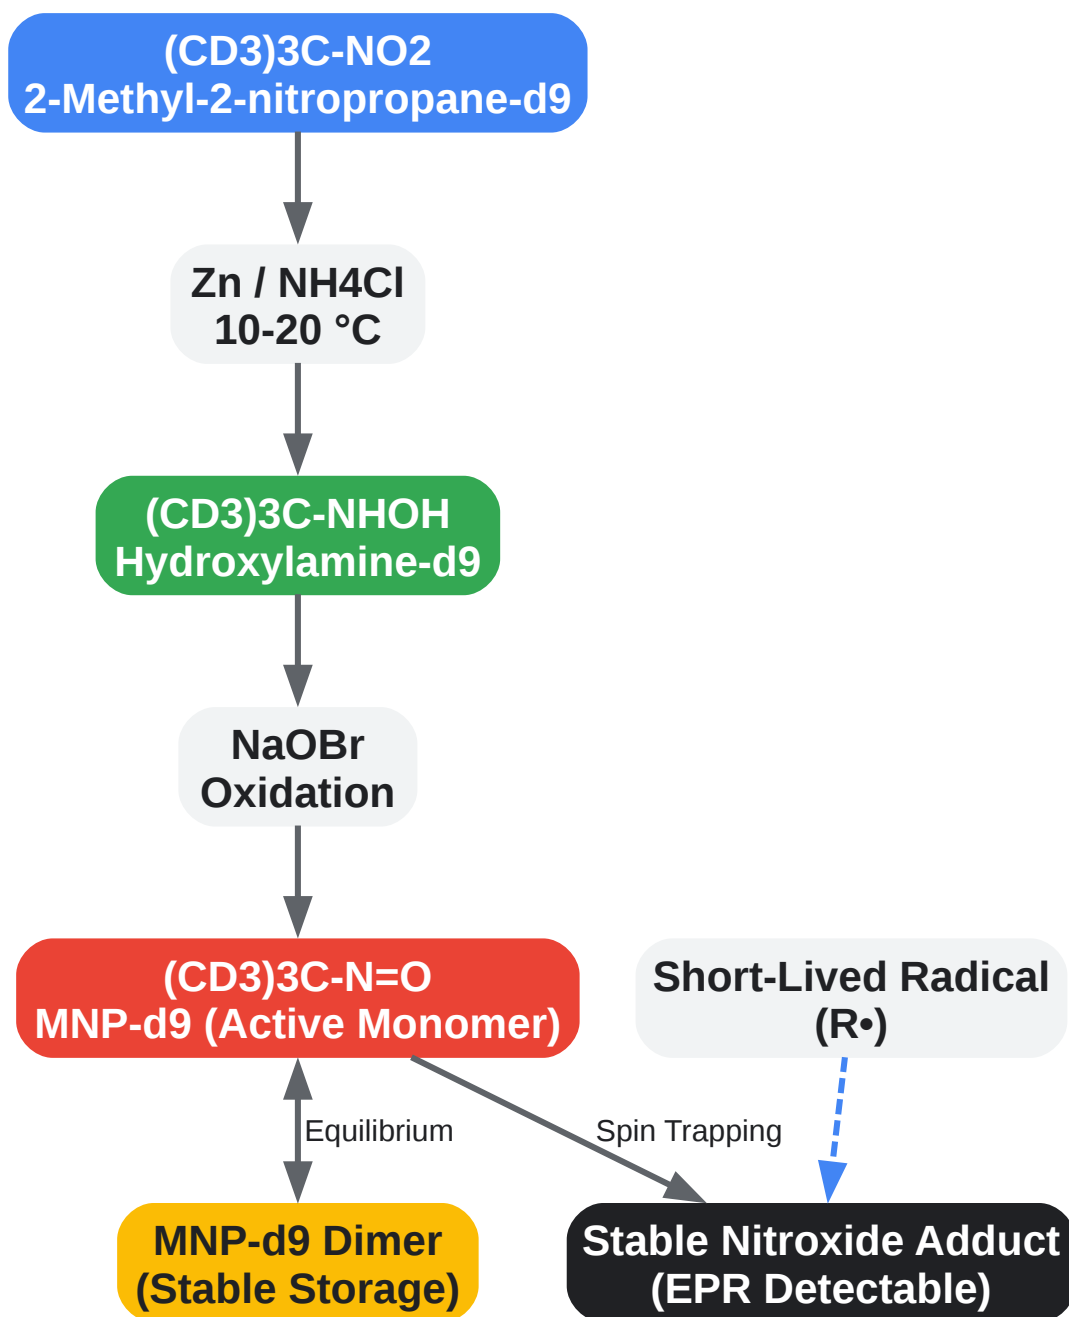 (CD3)3C-NO2
2-Methyl-2-nitropropane-d9
Zn / NH4Cl
10-20 °C
(CD3)3C-NHOH
Hydroxylamine-d9
NaOBr
Oxidation
(CD3)3C-N=O
MNP-d9 (Active Monomer)
Short-Lived Radical
(R•)
Equilibrium
Spin Trapping
MNP-d9 Dimer
(Stable Storage)
Stable Nitroxide Adduct
(EPR Detectable)